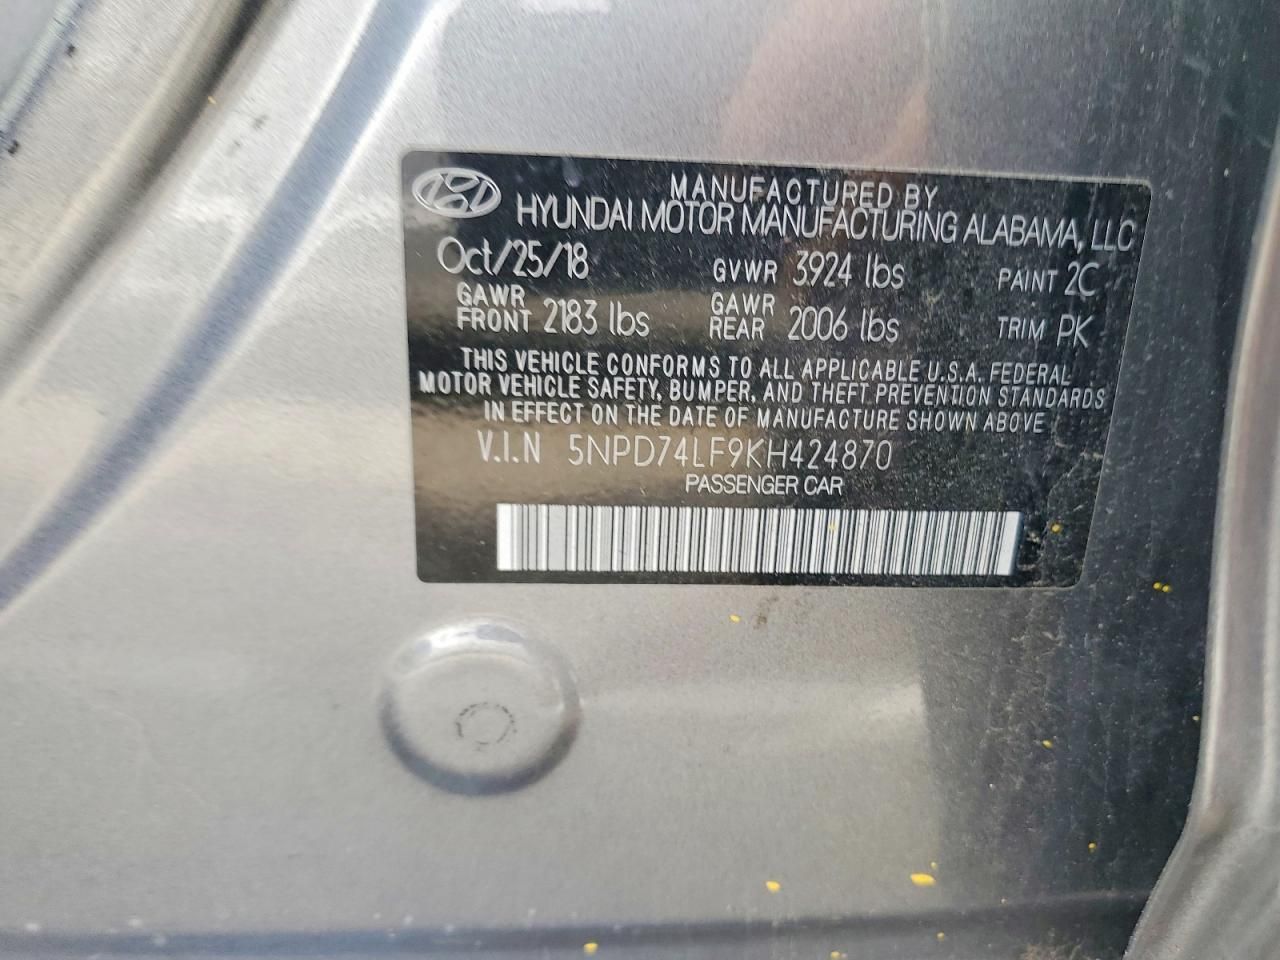 MANUFACTURED BY
HYUNDAI MOTOR MANUFACTURING ALABAMA, LLC
Oct/25/18 GVWR 3924 lbs PAINT 2C
GAWR FRONT 2183 lbs GAWR REAR 2006 lbs TRIM PK
THIS VEHICLE CONFORMS TO ALL APPLICABLE U.S.A. FEDERAL
MOTOR VEHICLE SAFETY, BUMPER, AND THEFT PREVENTION STANDARDS
IN EFFECT ON THE DATE OF MANUFACTURE SHOWN ABOVE
V.I.N 5NPD74LF9KH424870
PASSENGER CAR